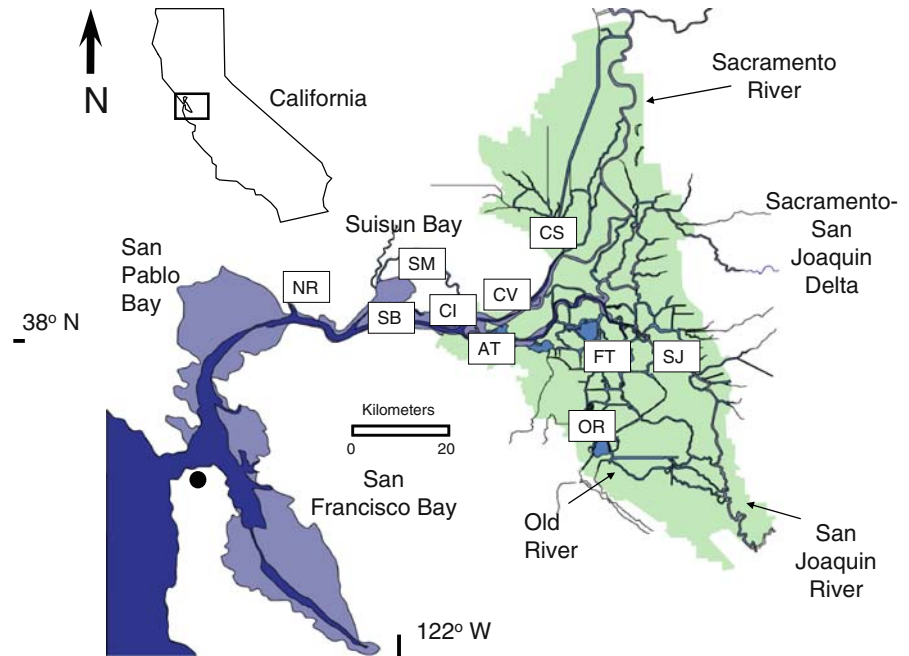 N
California
Sacramento
River
Suisun Bay
San
Pablo
Bay
NR
SM
SB
CI
CV
CS
AT
FT
SJ
OR
Sacramento-
San
Joaquin
Delta
38° N
Kilometers
0 20
San
Francisco Bay
Old
River
San
Joaquin
River
122° W